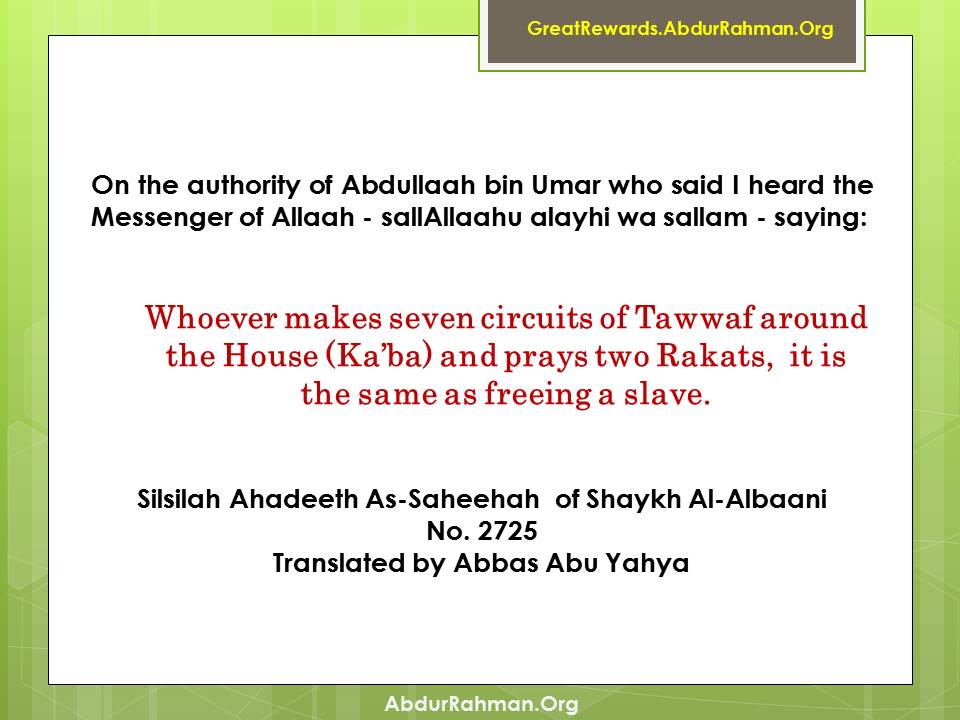 GreatRewards.AbdurRahman.Org
On the authority of Abdullaah bin Umar who said I heard the
Messenger of Allaah - sallAllaahu alayhi wa sallam - saying:
Whoever makes seven circuits of Tawwaf around
the House (Ka’ba) and prays two Rakats, it is
the same as freeing a slave.
Silsilah Ahadeeth As-Saheehah of Shaykh Al-Albaani
No. 2725
Translated by Abbas Abu Yahya
AbdurRahman.Org